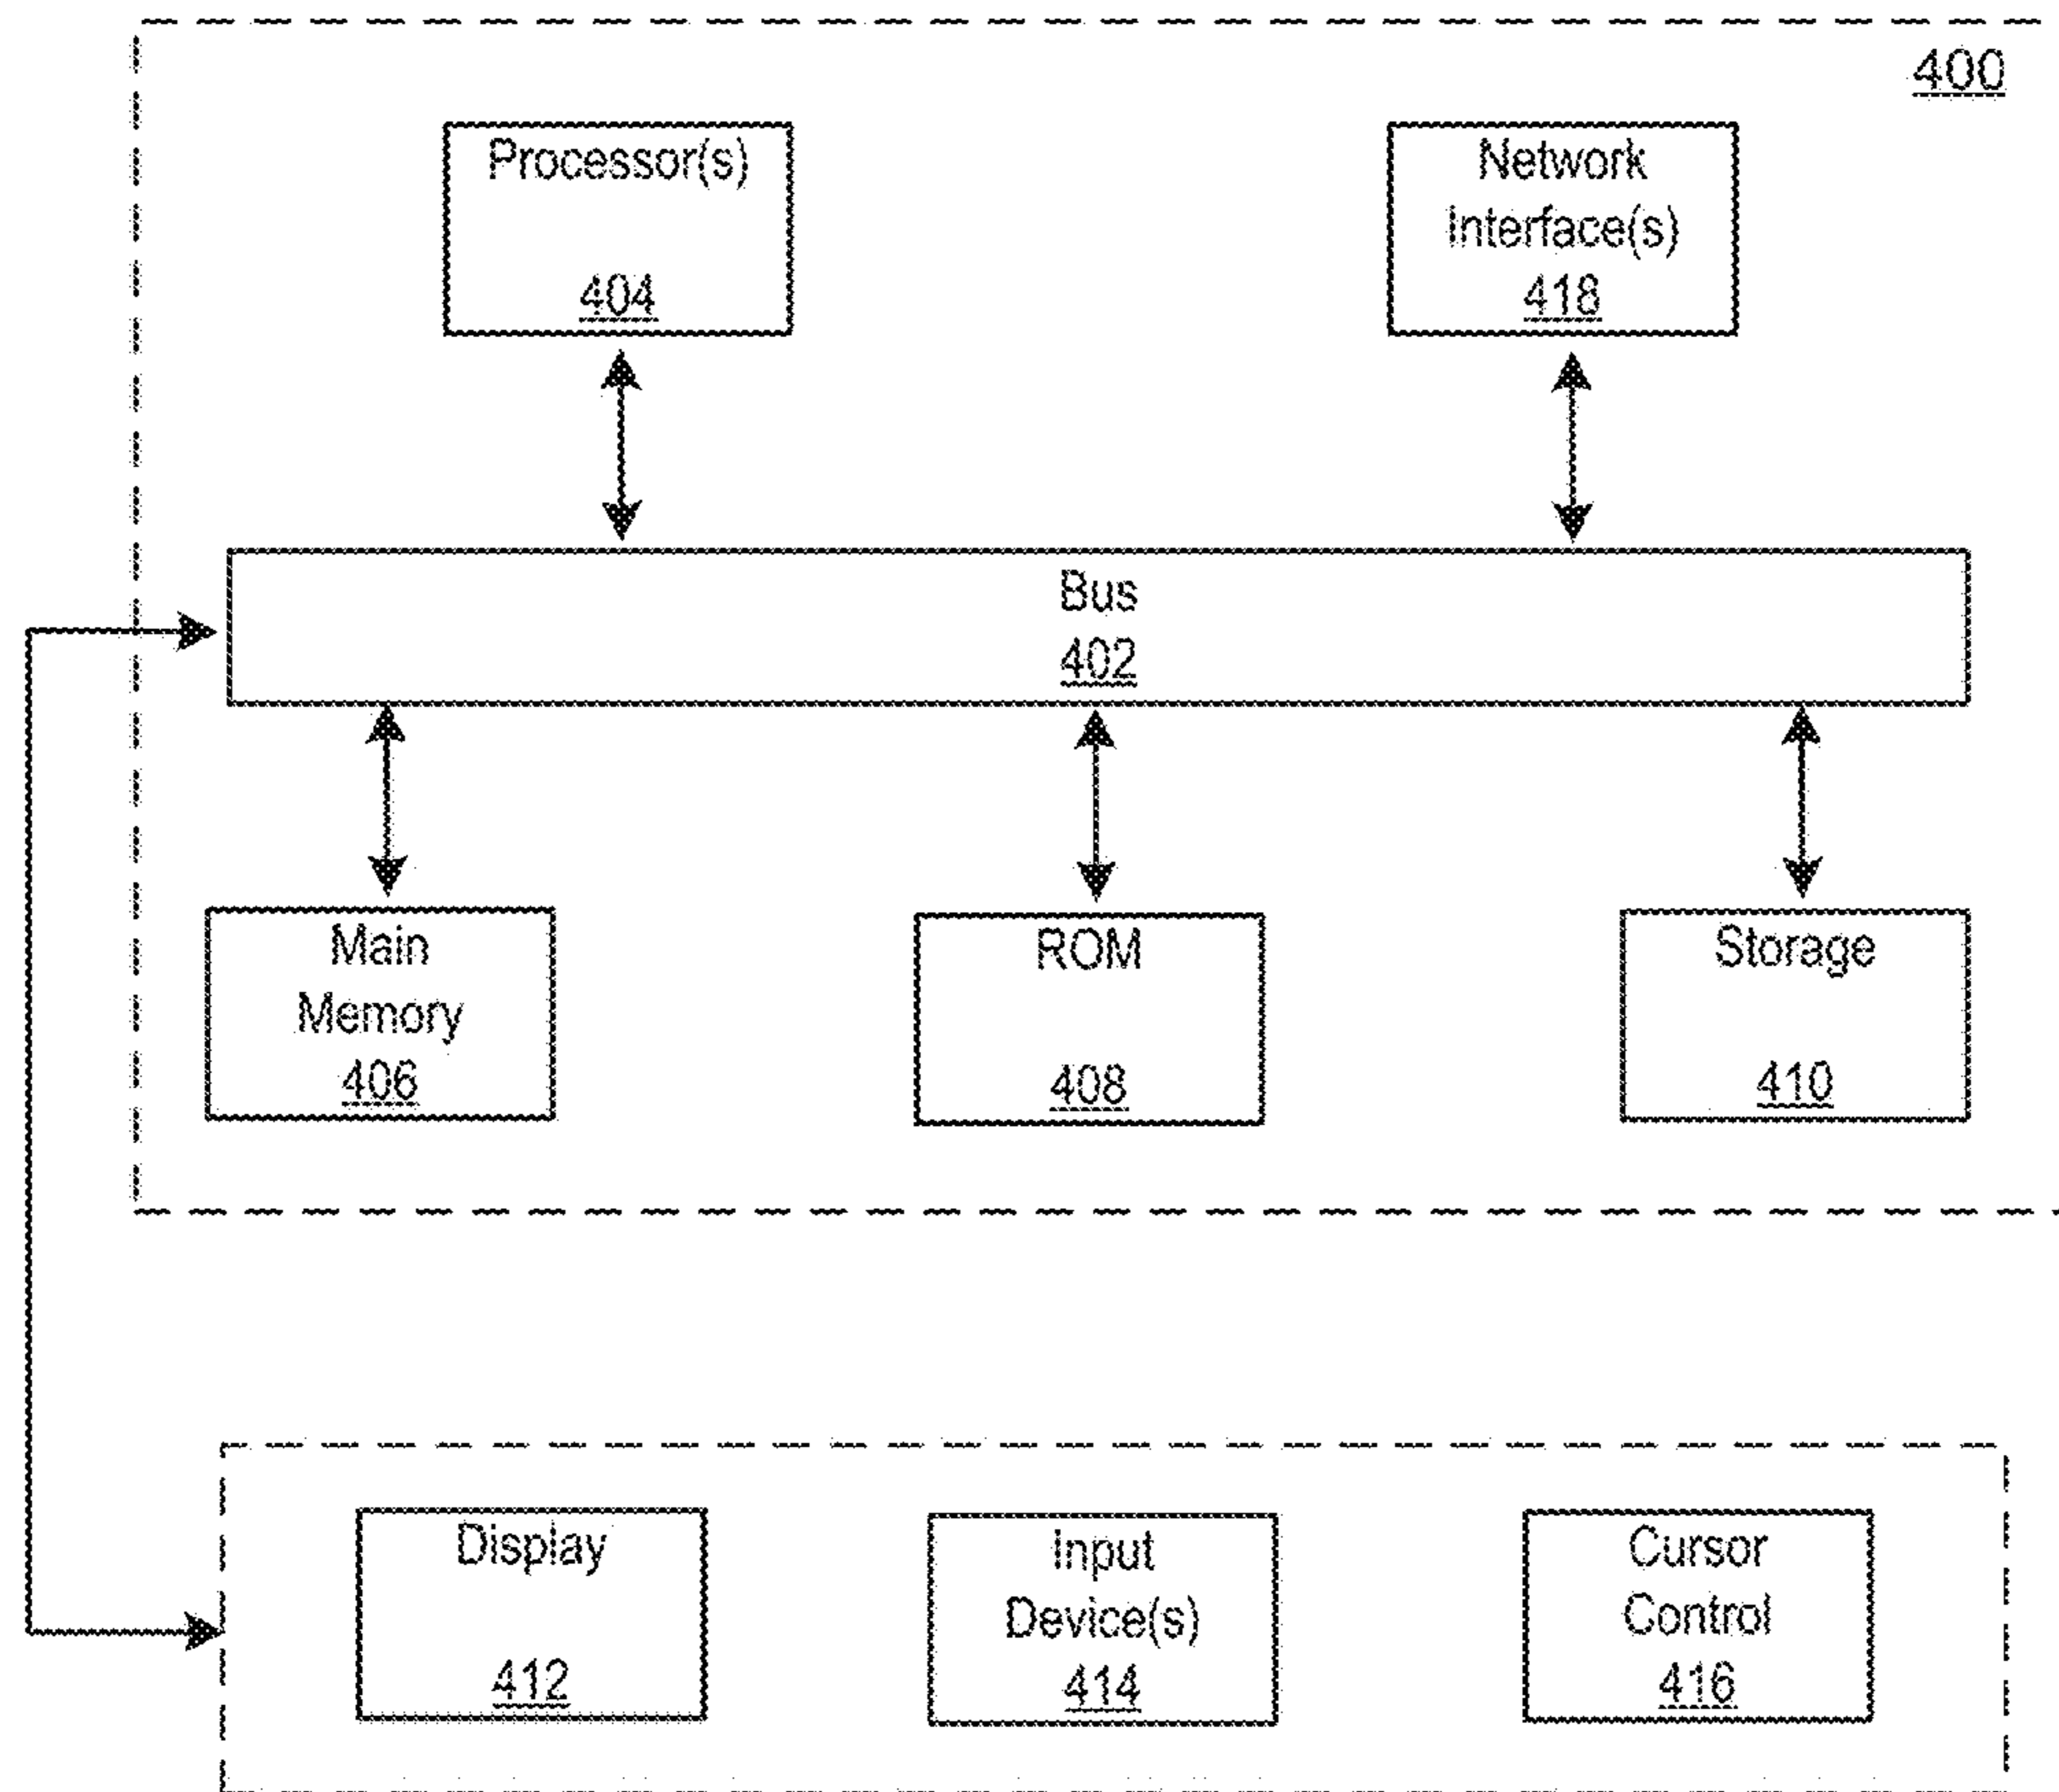 400
Processor(s)
404
Network
Interface(s)
418
Bus
402
Main
Memory
406
ROM
408
Storage
410
Display
412
Input
Device(s)
414
Cursor
Control
416